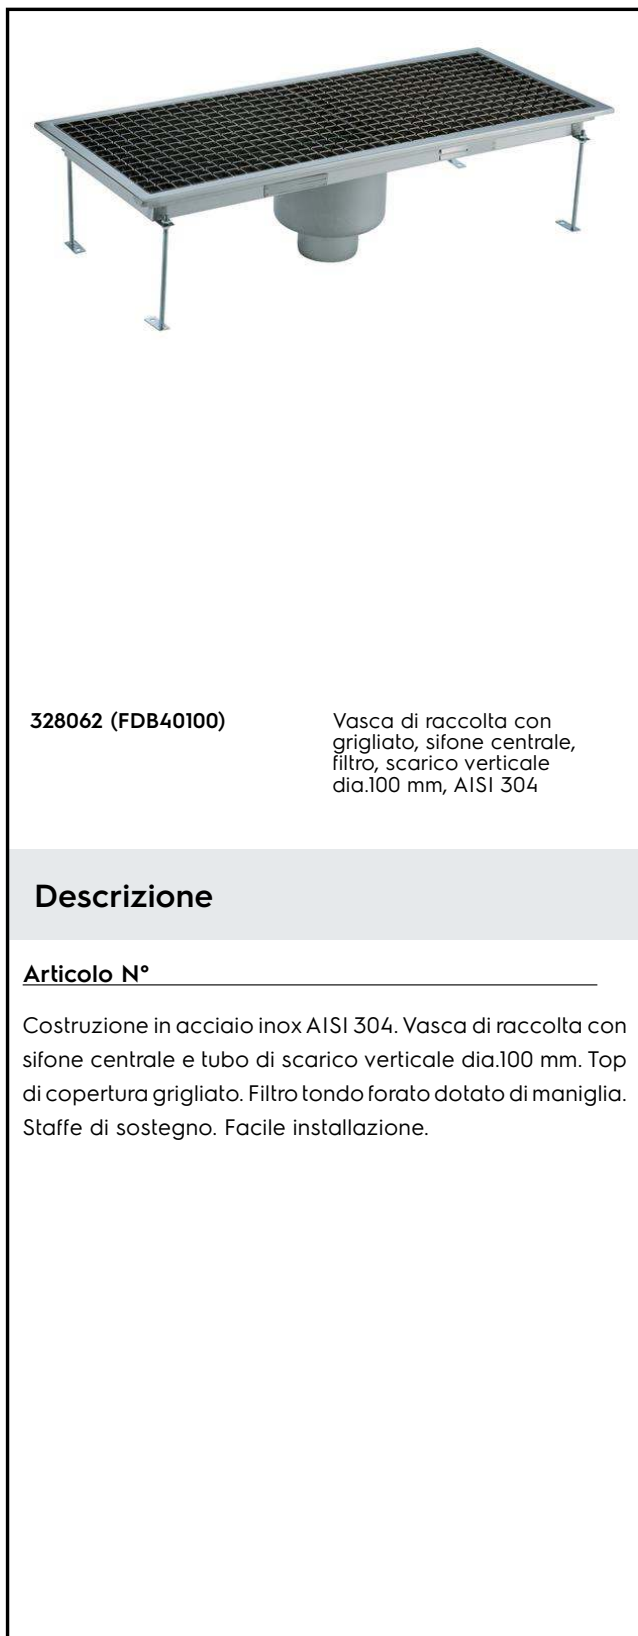 328062 (FDB40100)
Vasca di raccolta con
grigliato, sifone centrale,
filtro, scarico verticale
dia.100 mm, AISI 304
Descrizione
Articolo N°
Costruzione in acciaio inox AISI 304. Vasca di raccolta con
sifone centrale e tubo di scarico verticale dia.100 mm. Top
di copertura grigliato. Filtro tondo forato dotato di maniglia.
Staffe di sostegno. Facile installazione.